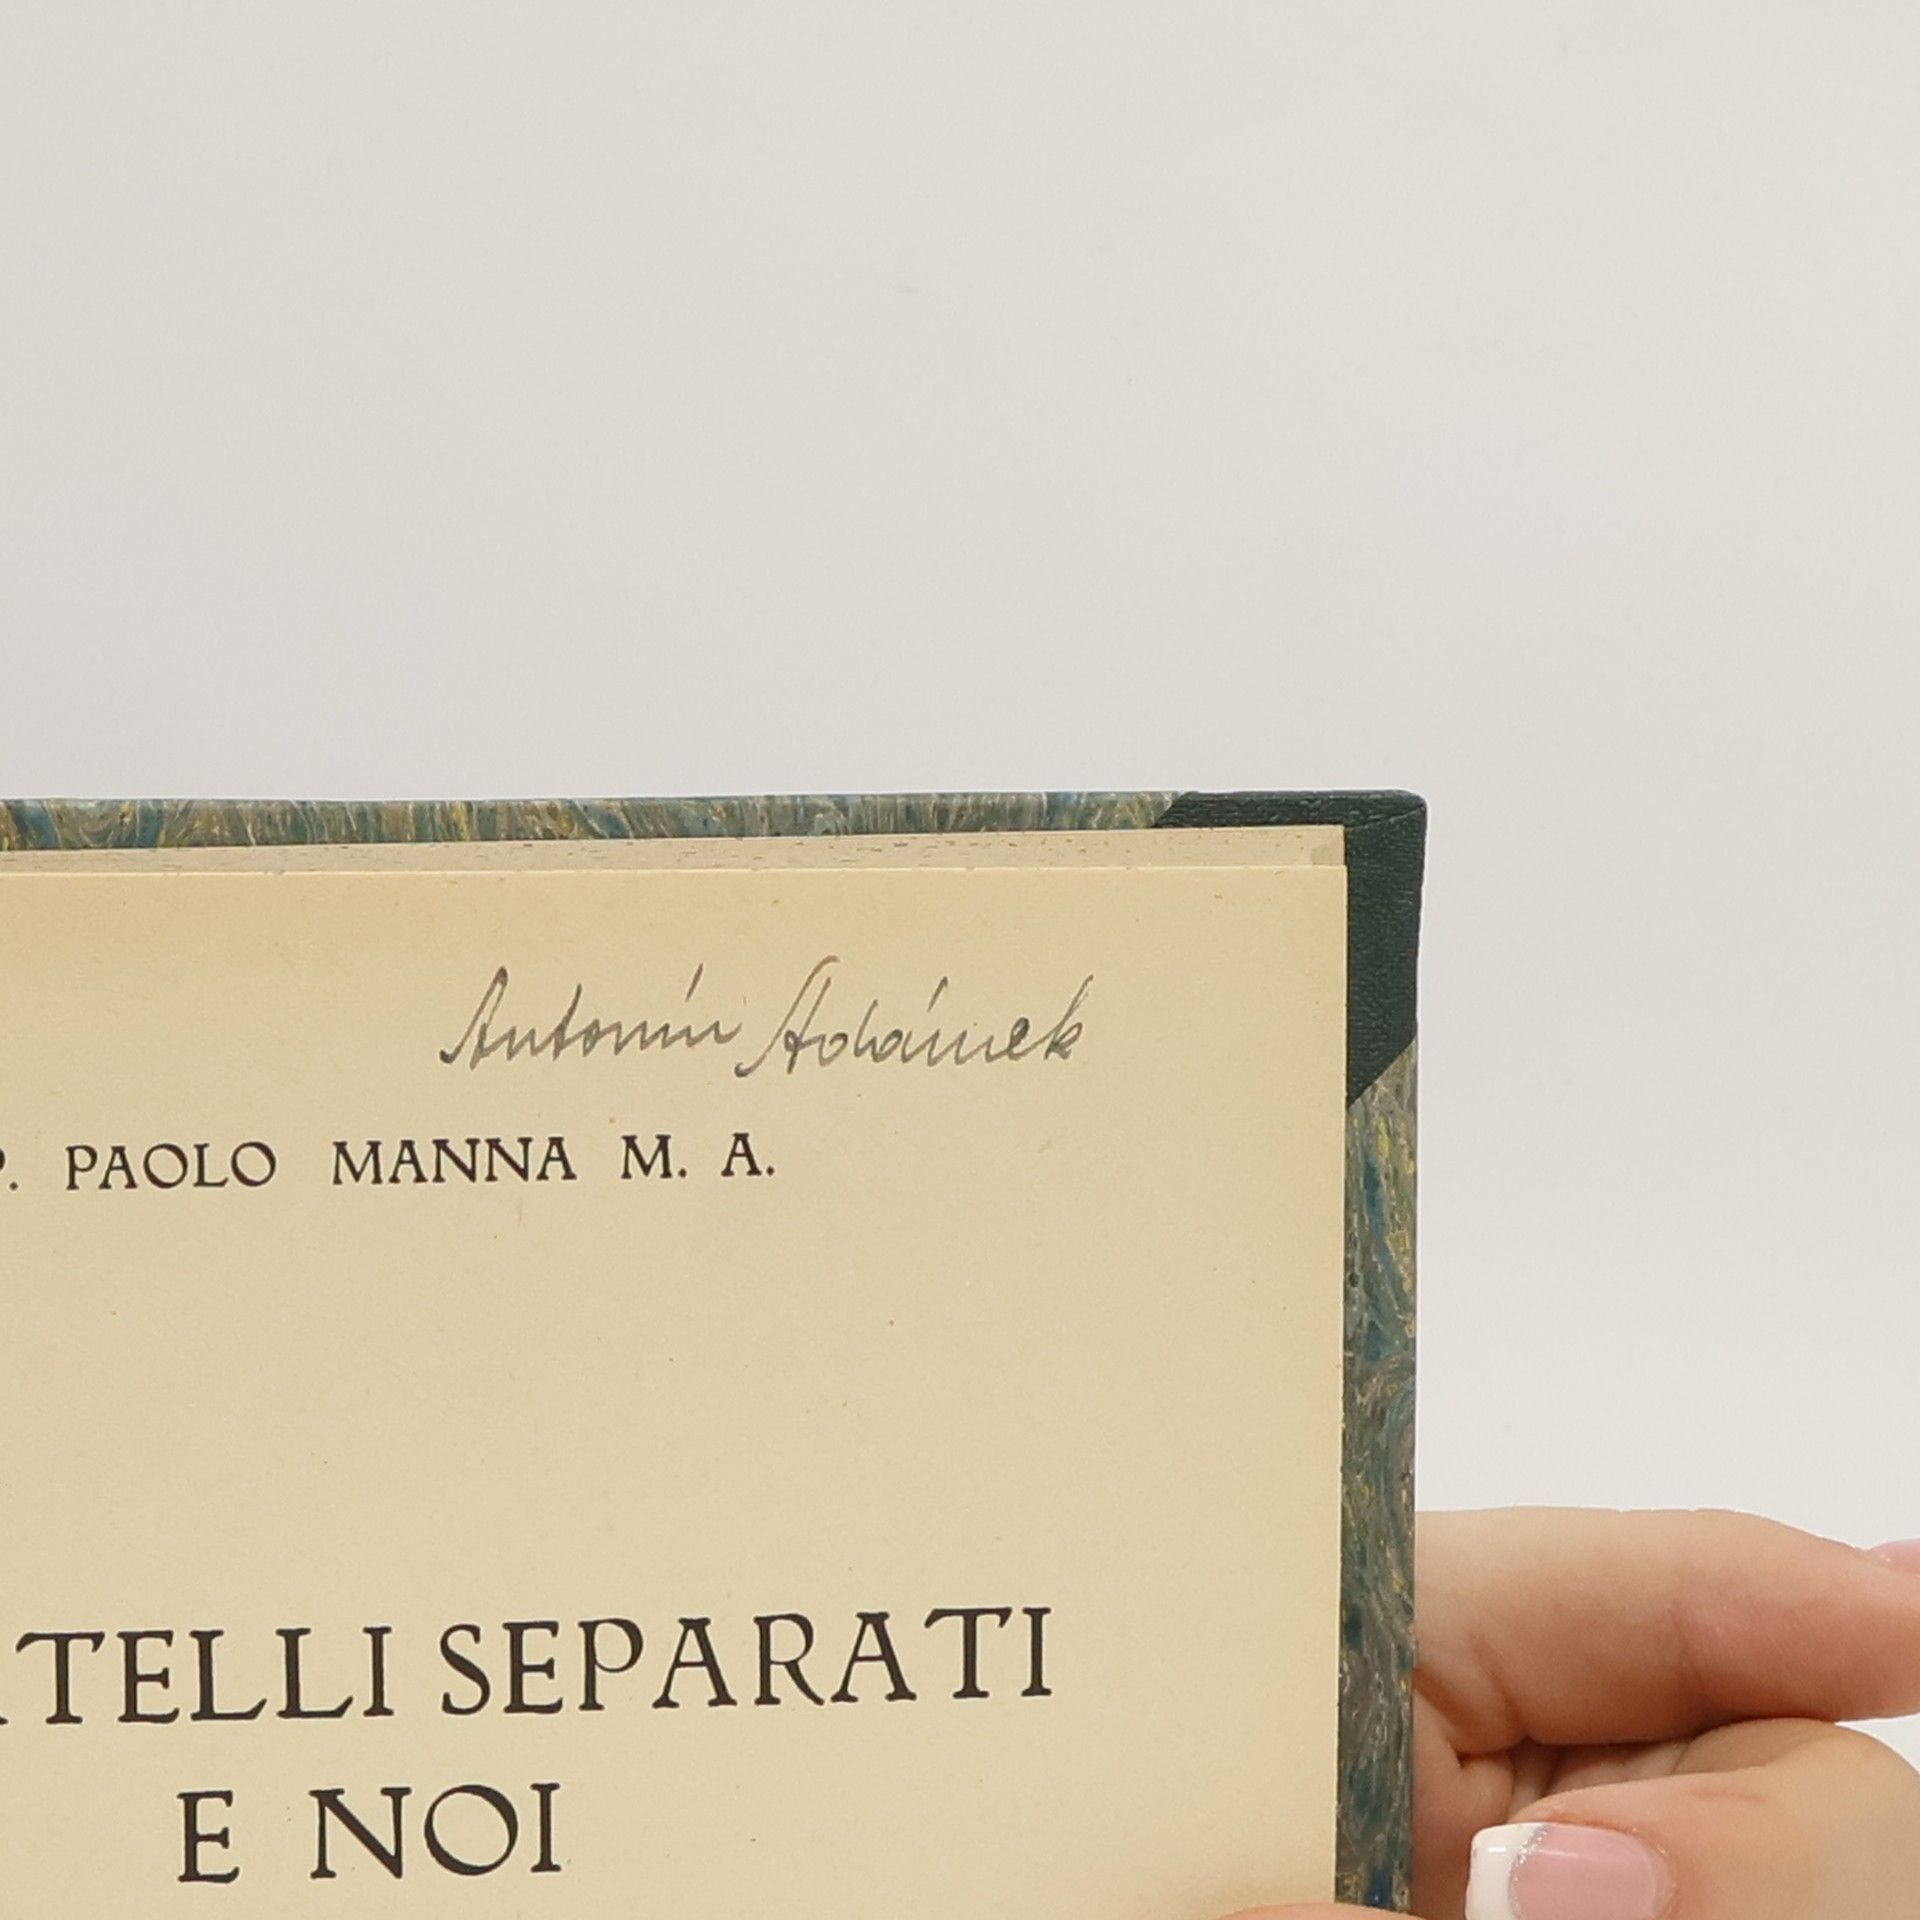 Antonín Adámek
P. PAOLO MANNA M. A.
TELLI SEPARATI
E NOI